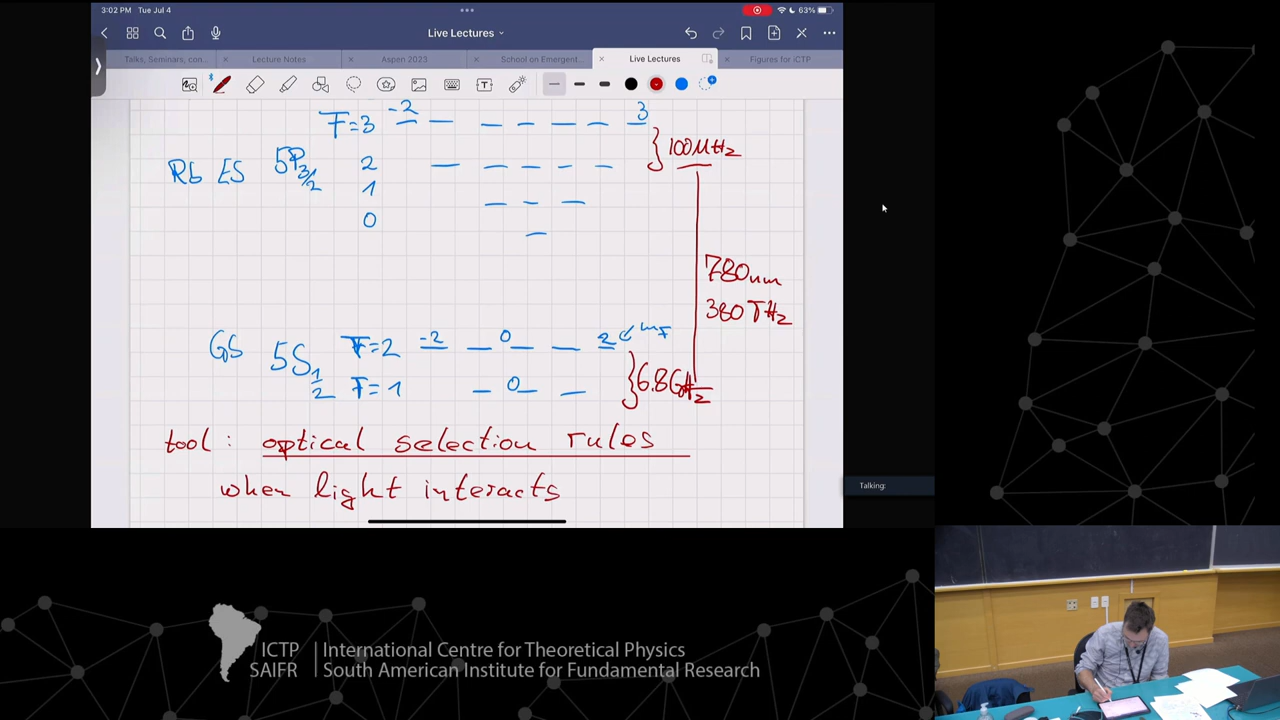 3:02 PM Tue Jul 4
63%
Live Lectures
Talks, Seminars, con...
Lecture Notes
Aspen 2023
School on Emergent...
Live Lectures
Figures for iCTP
F=3 -2 3
} 100MHz
Rb ES 5P3/2 2
1
0
780nm
380THz
GS 5S1/2 F=2 -2 0 2 mF
F=1 0 } 6.8GHz
tool : optical selection rules
when light interacts
Talking:
ICTP
SAIFR
International Centre for Theoretical Physics
South American Institute for Fundamental Research